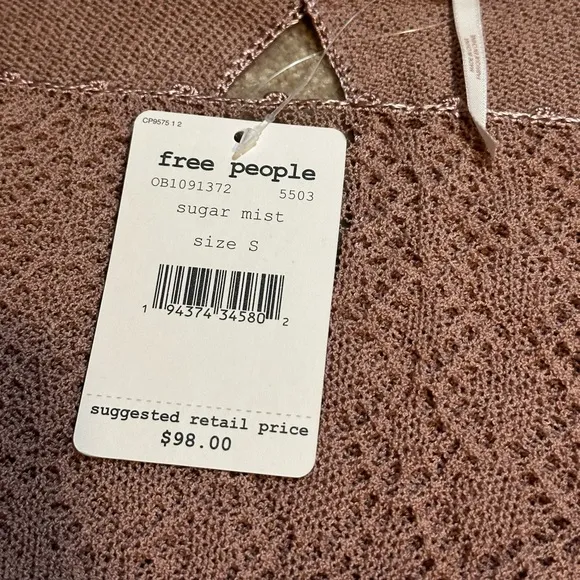 CP9575 1 2
free people
OB1091372 5503
sugar mist
size S
1 94374 34580 2
suggested retail price
$98.00